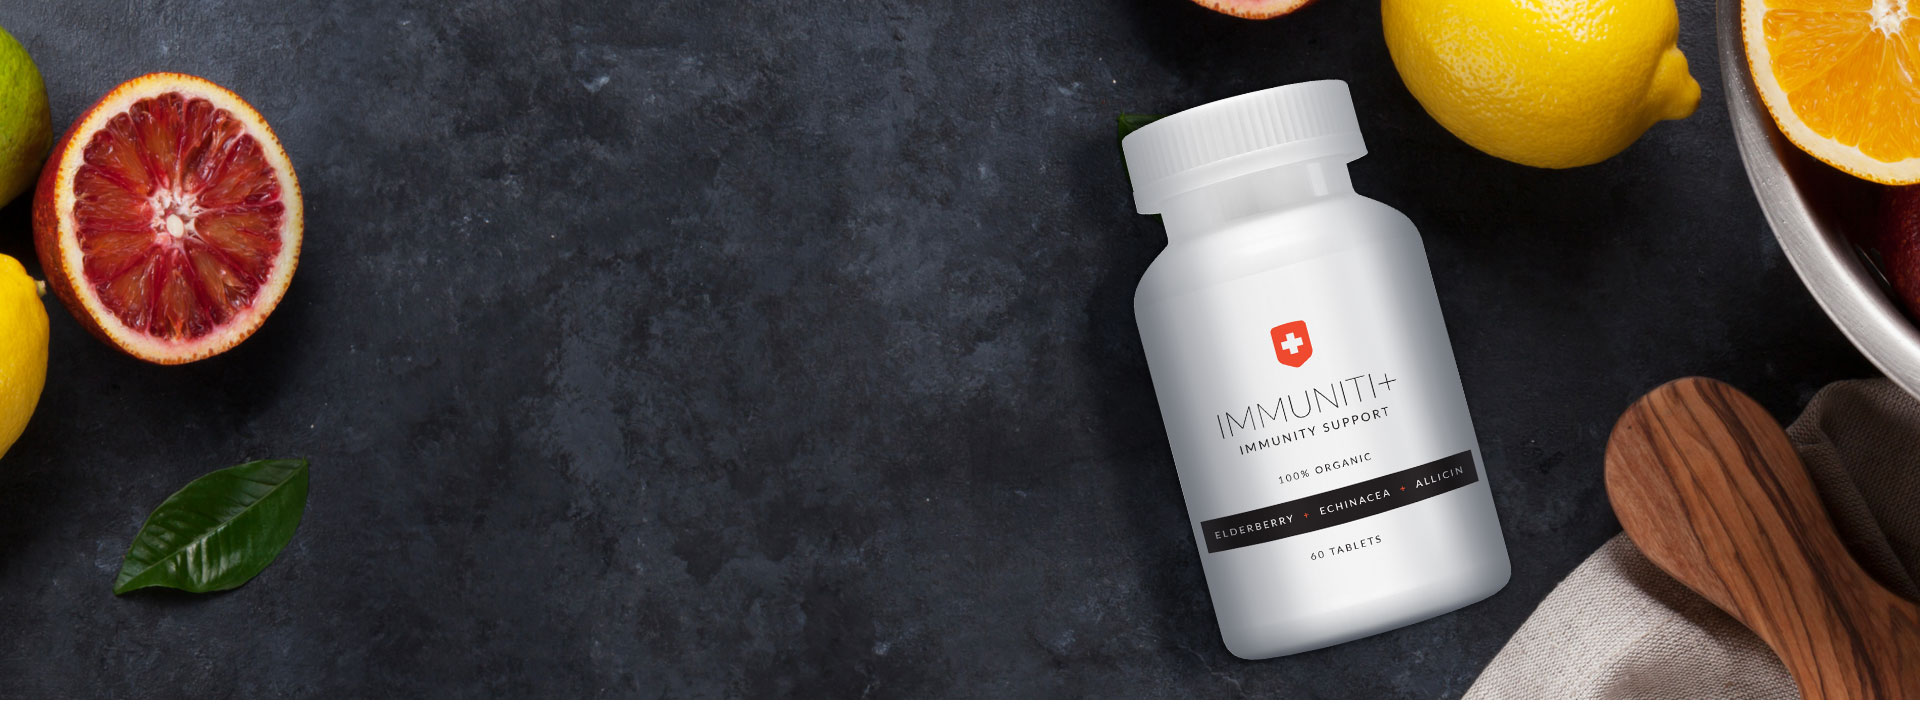 IMMUNITI+
IMMUNITY SUPPORT
100% ORGANIC
ELDERBERRY + ECHINACEA + ALLICIN
60 TABLETS